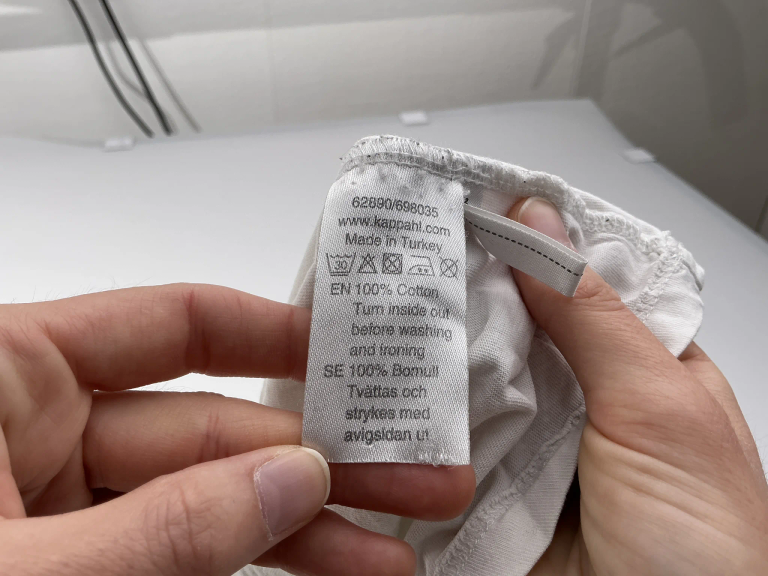 62890/698035
www.kappahl.com
Made in Turkey
30
EN 100% Cotton
Turn inside out
before washing
and ironing
SE 100% Bomull
Tvättas och
strykes med
avigsidan ut